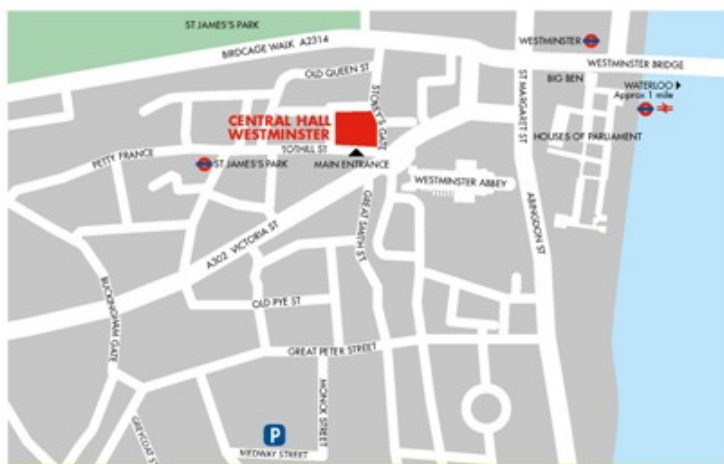 ST JAMES'S PARK
BIRDCAGE WALK A2314
WESTMINSTER
WESTMINSTER BRIDGE
OLD QUEEN ST
STOREY'S GATE
ST MARGARET ST
BIG BEN
WATERLOO
Approx 1 mile
CENTRAL HALL
WESTMINSTER
HOUSES OF PARLIAMENT
TOTHILL ST
PETTY FRANCE
ST JAMES'S PARK
MAIN ENTRANCE
WESTMINSTER ABBEY
GREAT SMITH ST
ABINGDON ST
A302 VICTORIA ST
BUCKINGHAM GATE
OLD PYE ST
GREAT PETER STREET
MONCK STREET
GREYCOAT ST
P
MEDWAY STREET